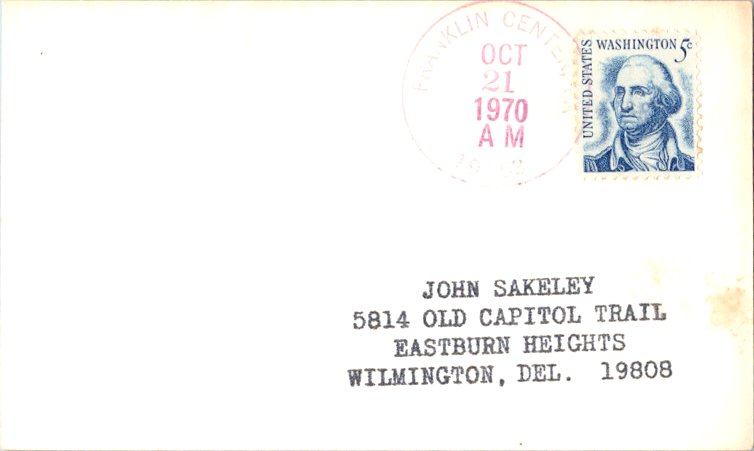 FRANKLIN CENTER
OCT
21
1970
AM
UNITED STATES
WASHINGTON 5c
JOHN SAKELEY
5814 OLD CAPITOL TRAIL
EASTBURN HEIGHTS
WILMINGTON, DEL. 19808